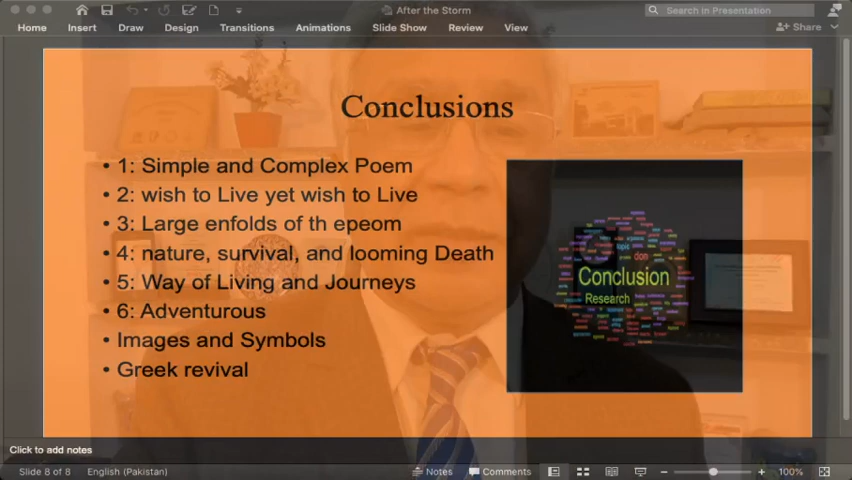 After the Storm
Search in Presentation
Home Insert Draw Design Transitions Animations Slide Show Review View
Share
Conclusions
• 1: Simple and Complex Poem
• 2: wish to Live yet wish to Live
• 3: Large enfolds of th epeom
• 4: nature, survival, and looming Death
• 5: Way of Living and Journeys
• 6: Adventurous
• Images and Symbols
• Greek revival
topic
don
Conclusion
Research
Click to add notes
Slide 8 of 8 English (Pakistan) Notes Comments 100%